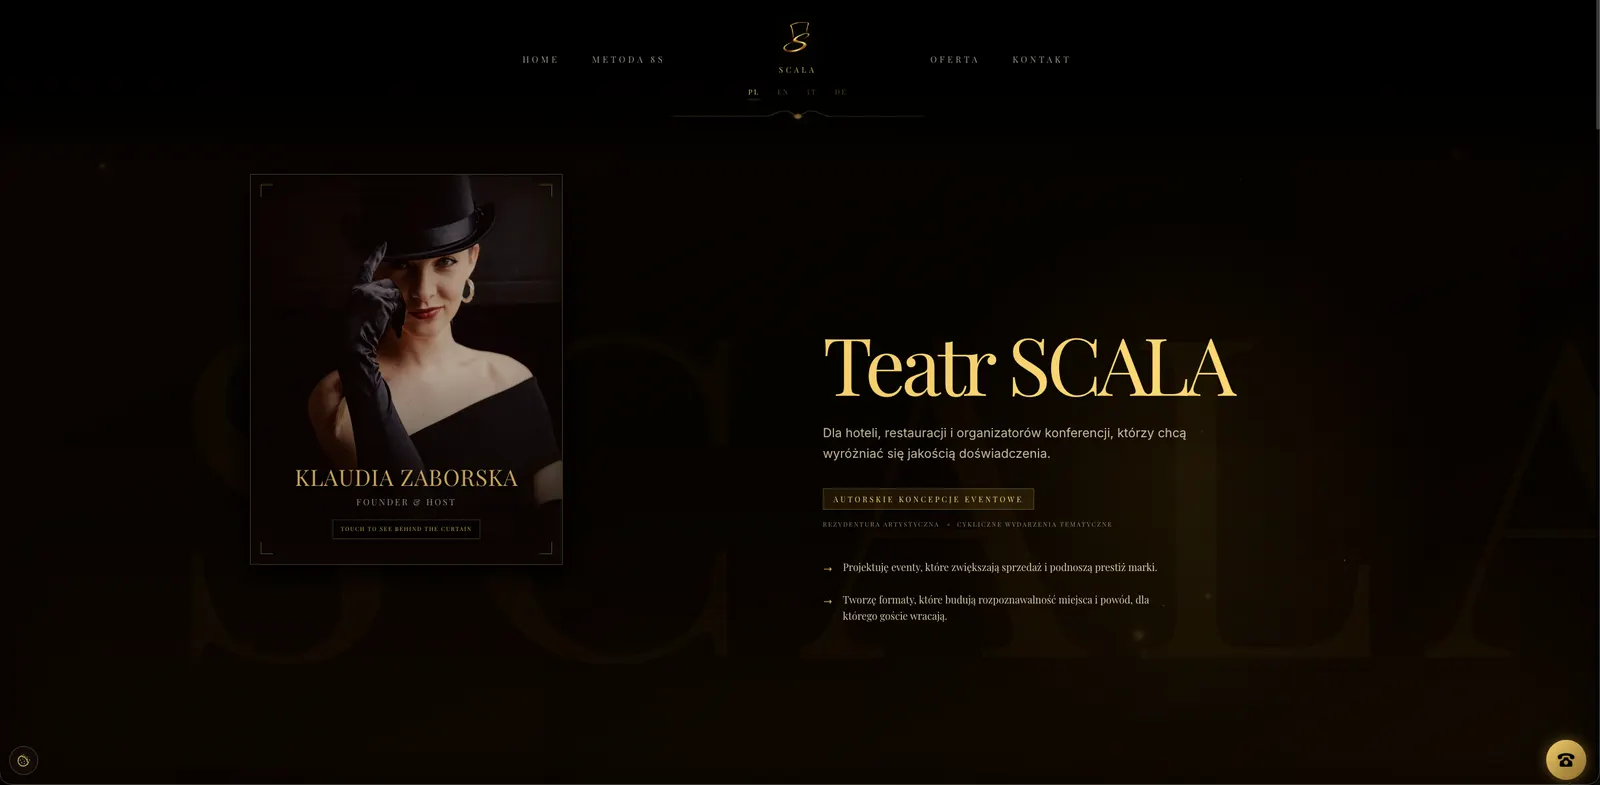 HOME
METODA 8S
SCALA
OFERTA
KONTAKT
PL EN IT DE
KLAUDIA ZABORSKA
FOUNDER & HOST
TOUCH TO SEE BEHIND THE CURTAIN
Teatr SCALA
Dla hoteli, restauracji i organizatorów konferencji, którzy chcą
wyróżniać się jakością doświadczenia.
AUTORSKIE KONCEPCJE EVENTOWE
REZYDENTURA ARTYSTYCZNA • CYKLICZNE WYDARZENIA TEMATYCZNE
→ Projektuję eventy, które zwiększają sprzedaż i podnoszą prestiż marki.
→ Tworzę formaty, które budują rozpoznawalność miejsca i powód, dla
którego goście wracają.
SCALA